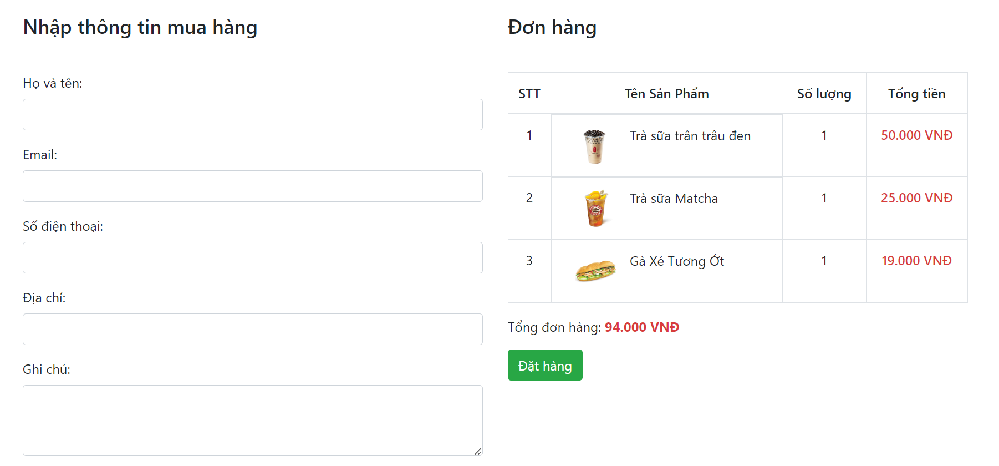 Nhập thông tin mua hàng
Họ và tên:
Email:
Số điện thoại:
Địa chỉ:
Ghi chú:
Đơn hàng
STT Tên Sản Phẩm Số lượng Tổng tiền
1 Trà sữa trân trâu đen 1 50.000 VNĐ
2 Trà sữa Matcha 1 25.000 VNĐ
3 Gà Xé Tương Ớt 1 19.000 VNĐ
Tổng đơn hàng: 94.000 VNĐ
Đặt hàng